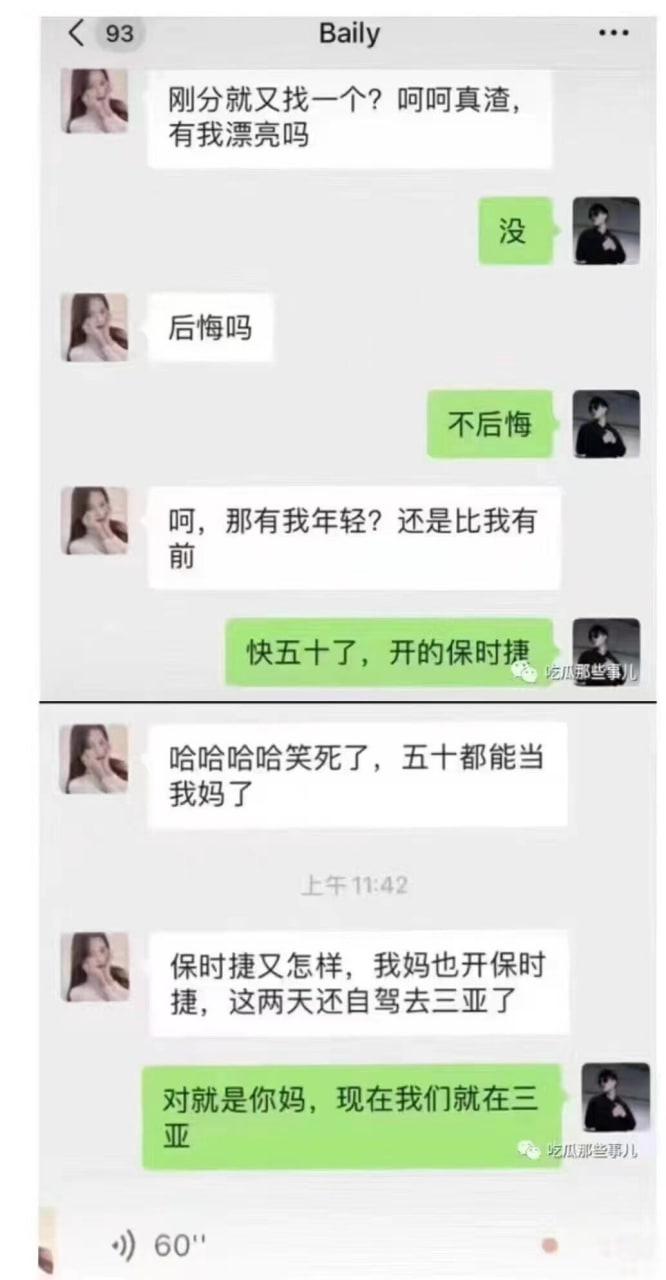 93
Baily
刚分就又找一个？呵呵真渣，
有我漂亮吗
没
后悔吗
不后悔
呵，那有我年轻？还是比我有
前
快五十了，开的保时捷
吃瓜那些事儿
哈哈哈哈笑死了，五十都能当
我妈了
上午11:42
保时捷又怎样，我妈也开保时
捷，这两天还自驾去三亚了
对就是你妈，现在我们就在三
亚
吃瓜那些事儿
60''